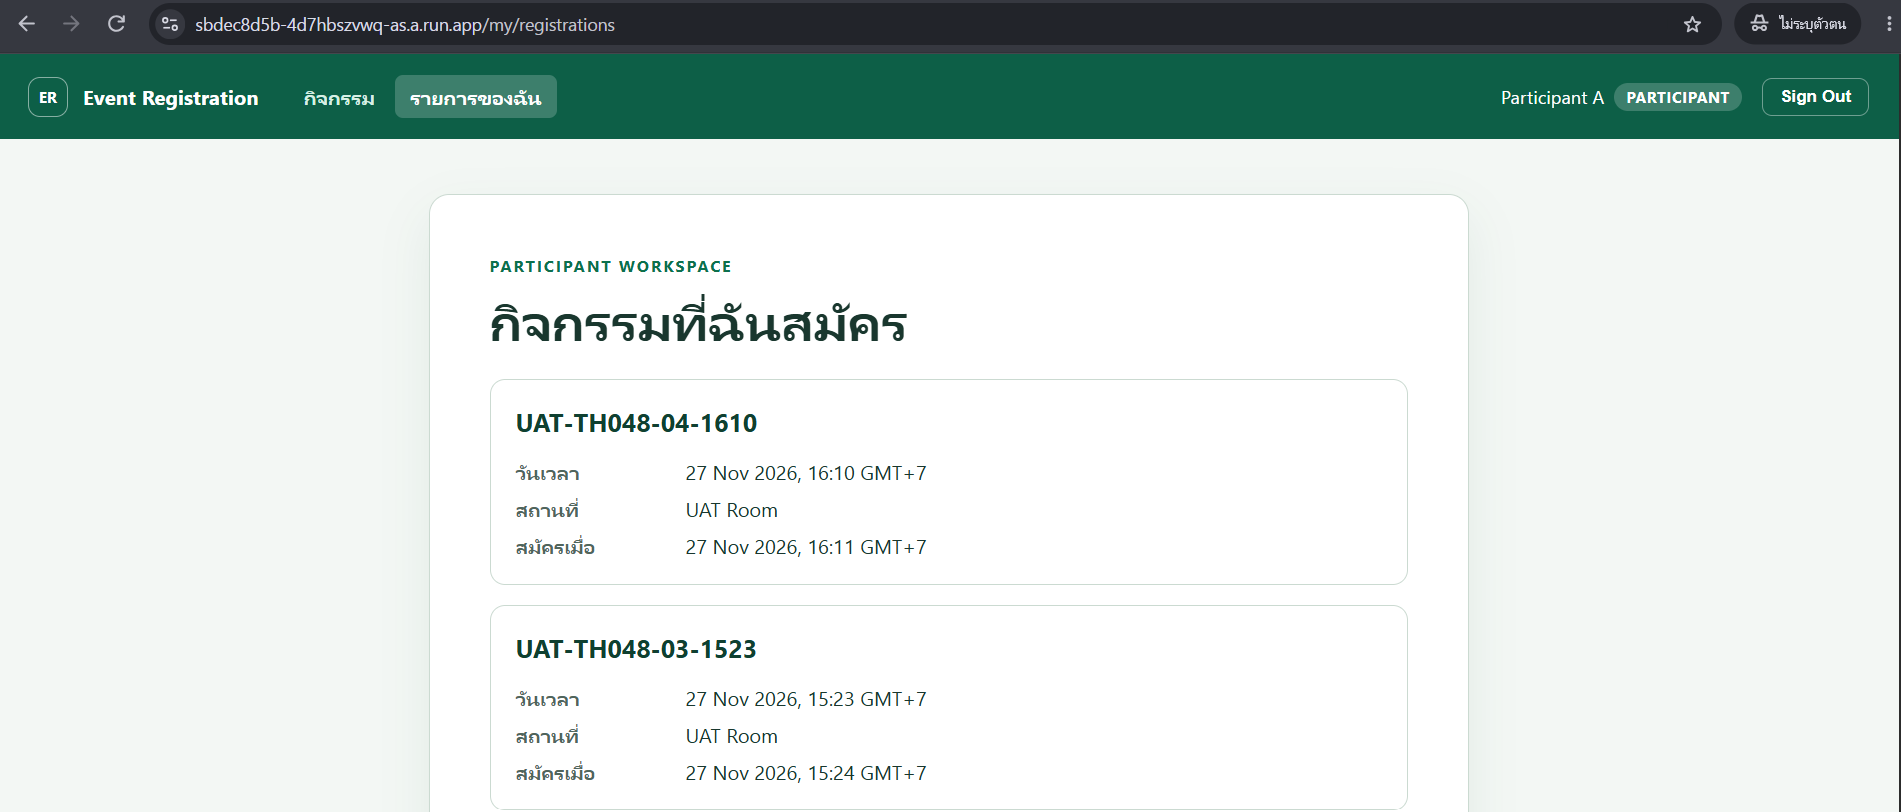 sbdec8d5b-4d7hbszvwq-as.a.run.app/my/registrations
ไม่ระบุตัวตน
ER Event Registration กิจกรรม รายการของฉัน Participant A PARTICIPANT Sign Out
PARTICIPANT WORKSPACE
กิจกรรมที่ฉันสมัคร
UAT-TH048-04-1610
วันเวลา 27 Nov 2026, 16:10 GMT+7
สถานที่ UAT Room
สมัครเมื่อ 27 Nov 2026, 16:11 GMT+7
UAT-TH048-03-1523
วันเวลา 27 Nov 2026, 15:23 GMT+7
สถานที่ UAT Room
สมัครเมื่อ 27 Nov 2026, 15:24 GMT+7